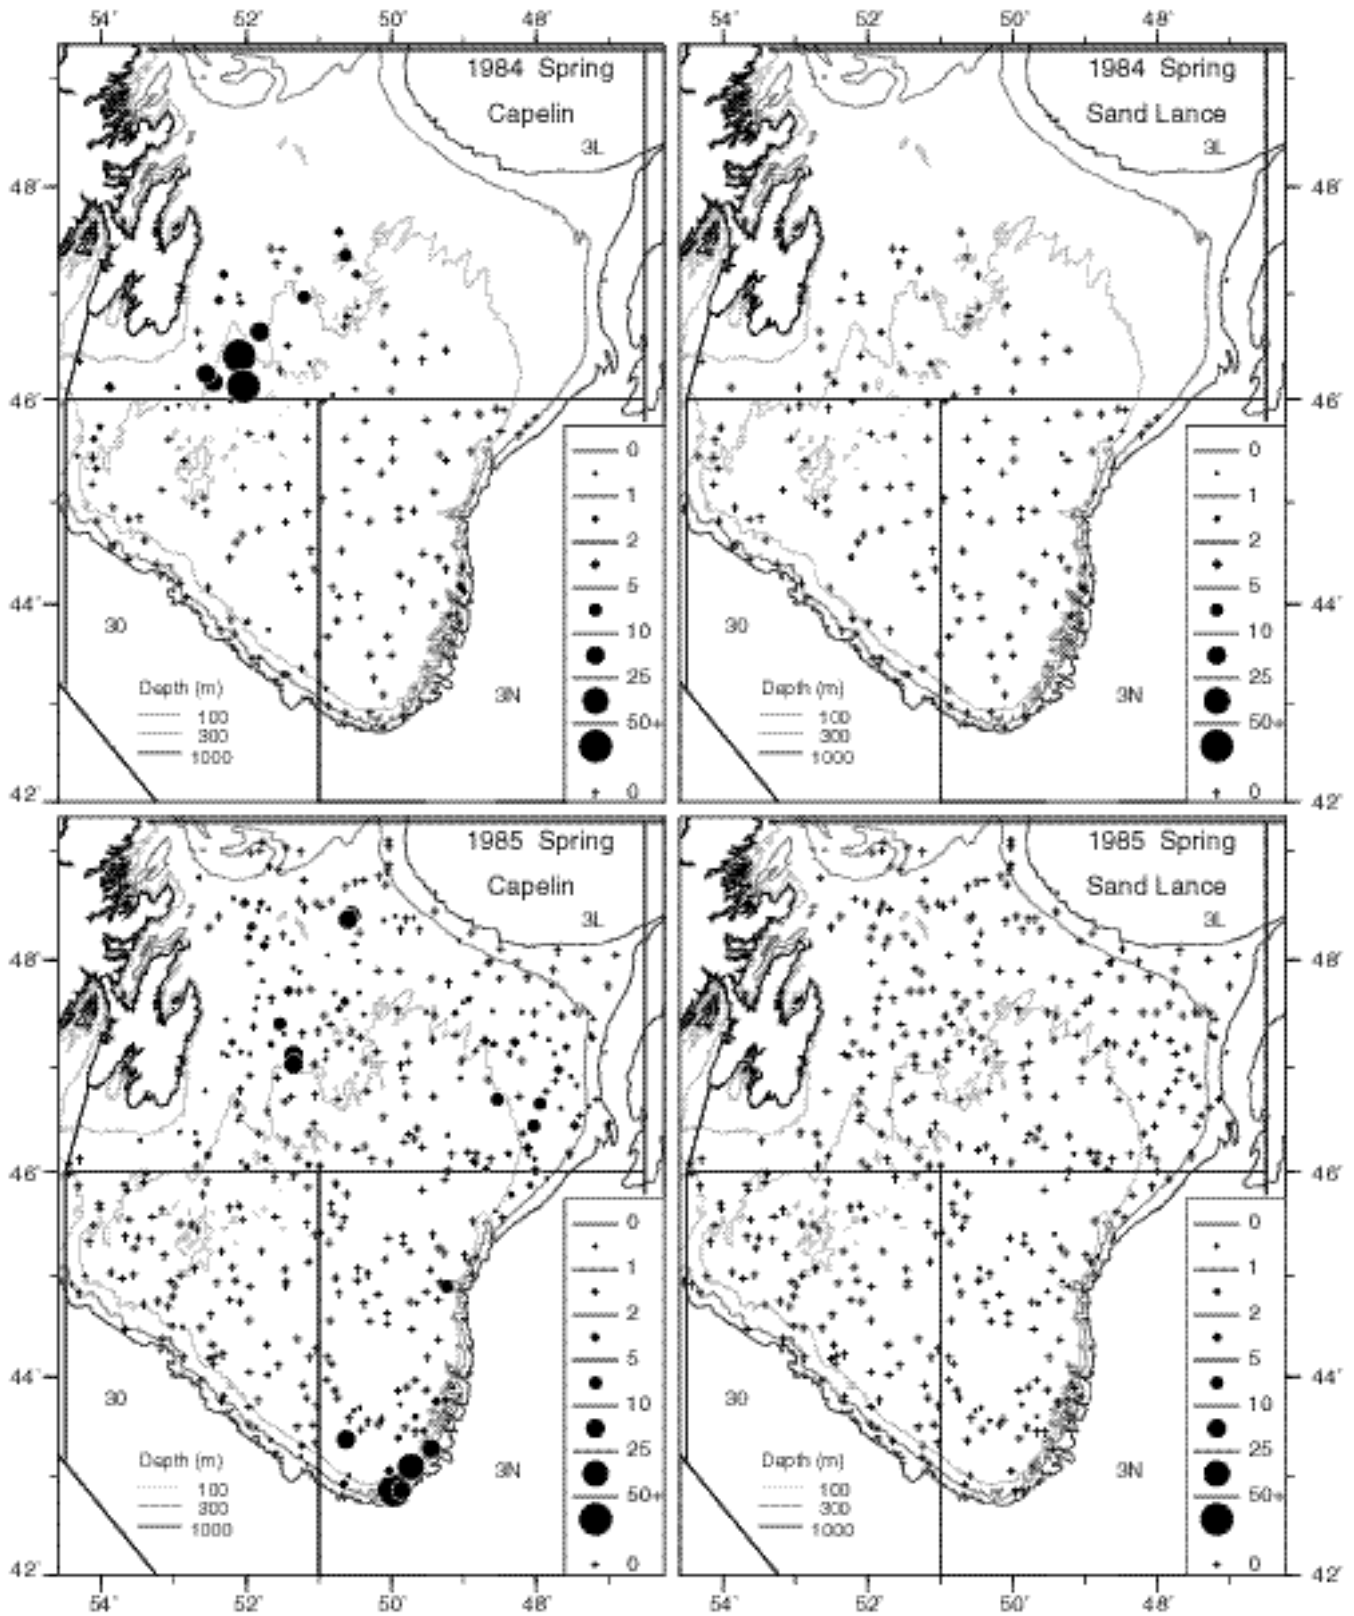 54′ 52′ 50′ 48′ 54′ 52′ 50′ 48′
1984 Spring
Capelin
3L
48′
46′
44′
42′
30
3N
Depth (m)
100
300
1000
0
1
2
5
10
25
50+
0
1984 Spring
Sand Lance
3L
48′
46′
44′
42′
30
3N
Depth (m)
100
300
1000
0
1
2
5
10
25
50+
0
1985 Spring
Capelin
3L
48′
46′
44′
42′
30
3N
Depth (m)
100
300
1000
0
1
2
5
10
25
50+
0
1985 Spring
Sand Lance
3L
48′
46′
44′
42′
30
3N
Depth (m)
100
300
1000
0
1
2
5
10
25
50+
0
54′ 52′ 50′ 48′ 54′ 52′ 50′ 48′